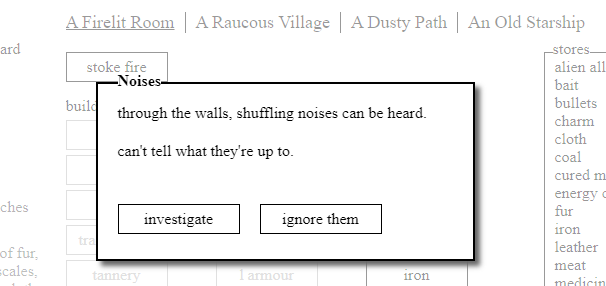 A Firelit Room | A Raucous Village | A Dusty Path | An Old Starship
ard
stores
stoke fire
alien all
bait
bullets
charm
cloth
coal
cured m
energy c
fur
iron
leather
meat
medicin
Noises
through the walls, shuffling noises can be heard.
can't tell what they're up to.
investigate
ignore them
build
ches
of fur,
scales,
tra
tannery
l armour
iron